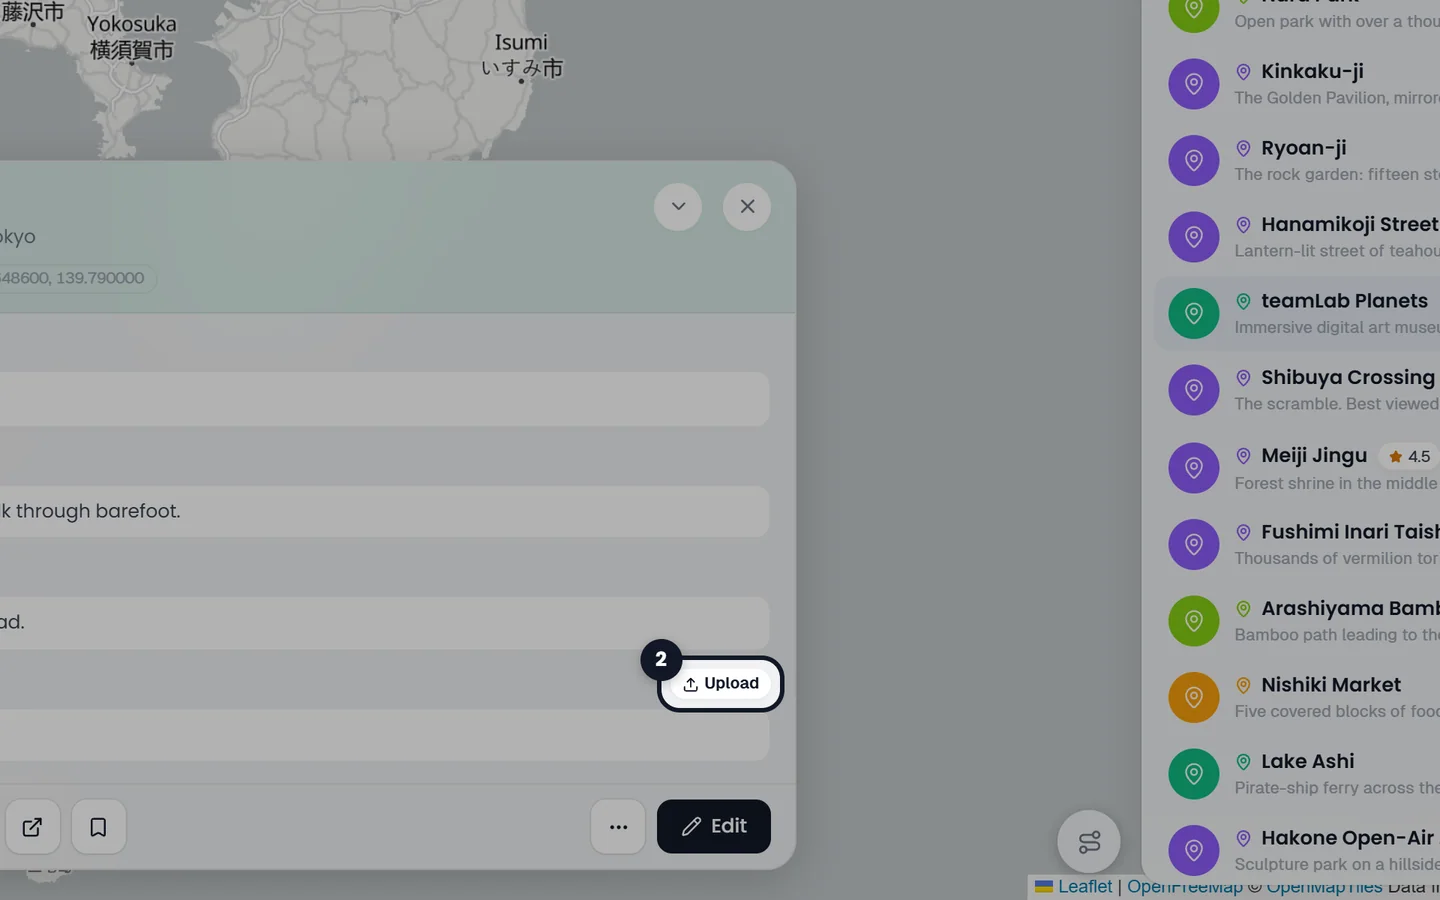 藤沢市
Yokosuka
横須賀市
Isumi
いすみ市
48600, 139.790000
k through barefoot.
2
Upload
Edit
Open park with over a thou
Kinkaku-ji
The Golden Pavilion, mirror
Ryoan-ji
The rock garden: fifteen st
Hanamikoji Street
Lantern-lit street of teahou
teamLab Planets
Immersive digital art museu
Shibuya Crossing
The scramble. Best viewed
Meiji Jingu 4.5
Forest shrine in the middle
Fushimi Inari Taish
Thousands of vermilion tor
Arashiyama Bamb
Bamboo path leading to the
Nishiki Market
Five covered blocks of food
Lake Ashi
Pirate-ship ferry across the
Hakone Open-Air
Sculpture park on a hillside
Leaflet | OpenFreeMap © OpenMapTiles Data